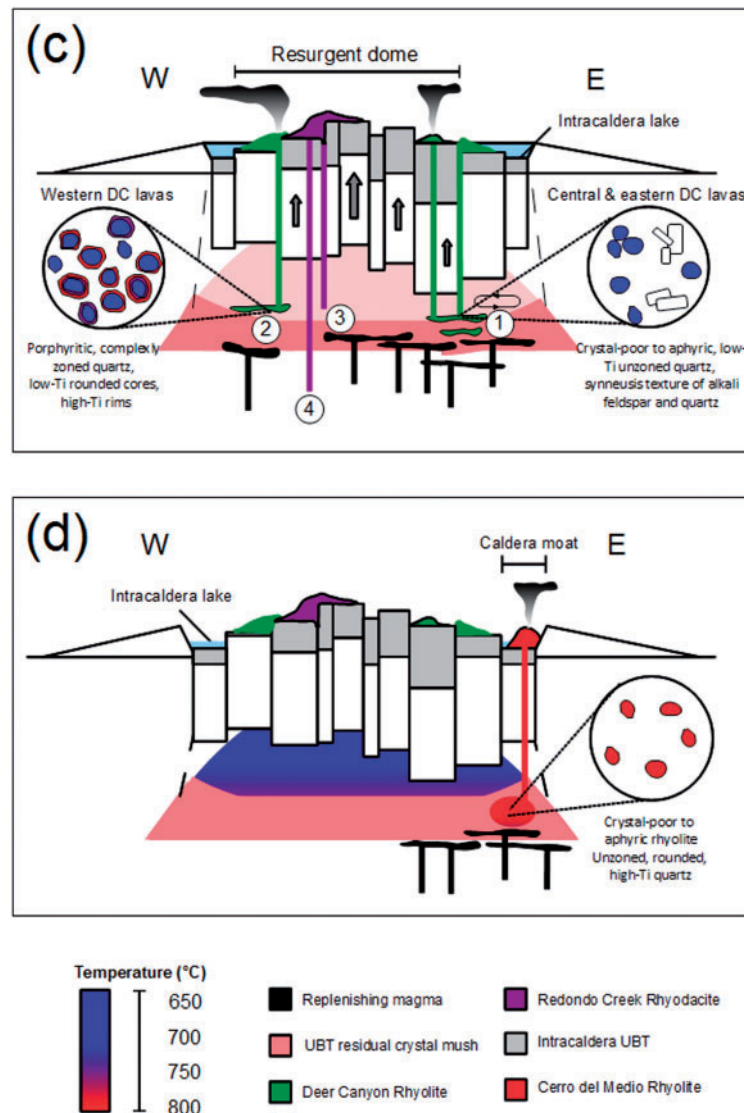 (c)
Resurgent dome
W
E
Intracaldera lake
Western DC lavas
Central & eastern DC lavas
2
3
1
4
Porphyritic, complexly
zoned quartz,
low-Ti rounded cores,
high-Ti rims
Crystal-poor to aphyric, low-
Ti unzoned quartz,
synneusis texture of alkali
feldspar and quartz
(d)
W
Caldera moat
E
Intracaldera lake
Crystal-poor to
aphyric rhyolite
Unzoned, rounded,
high-Ti quartz
Temperature (°C)
650
700
750
800
Replenishing magma
UBT residual crystal mush
Deer Canyon Rhyolite
Redondo Creek Rhyodacite
Intracaldera UBT
Cerro del Medio Rhyolite